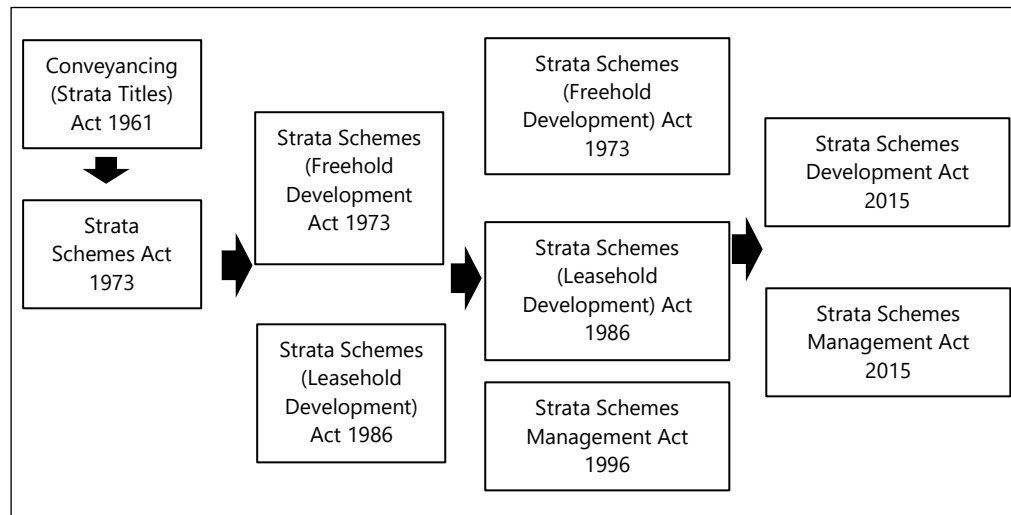 Conveyancing
(Strata Titles)
Act 1961
Strata
Schemes Act
1973
Strata Schemes
(Freehold
Development
Act 1973
Strata Schemes
(Leasehold
Development)
Act 1986
Strata Schemes
(Freehold
Development) Act
1973
Strata Schemes
(Leasehold
Development) Act
1986
Strata Schemes
Management Act
1996
Strata Schemes
Development Act
2015
Strata Schemes
Management Act
2015